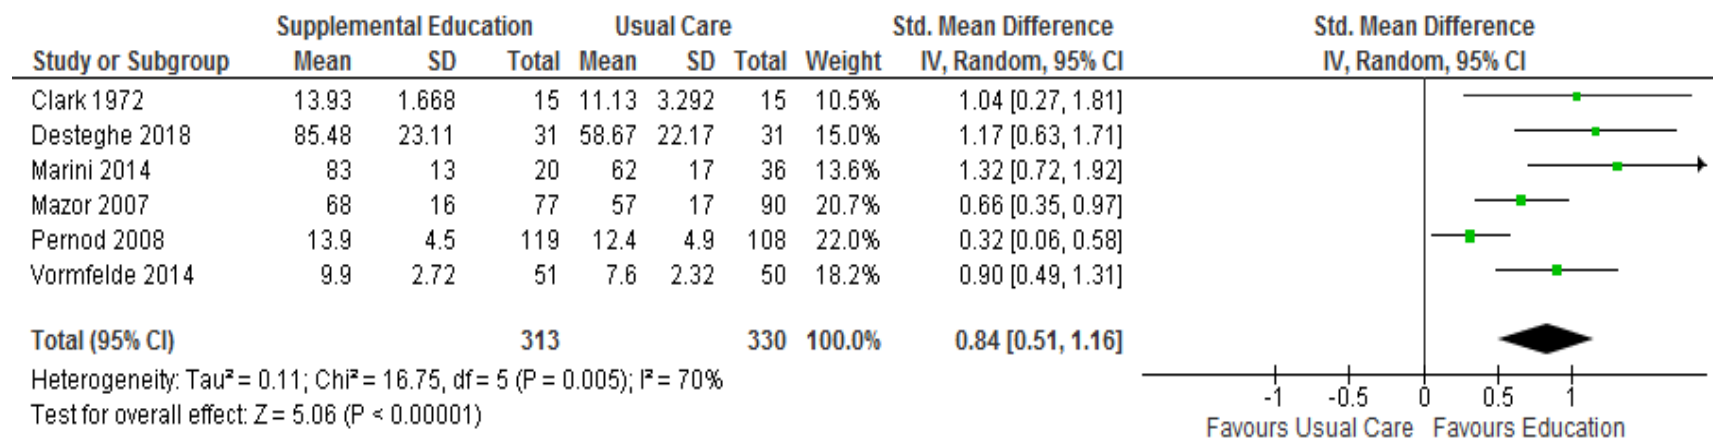 Supplemental Education Usual Care Std. Mean Difference Std. Mean Difference
Study or Subgroup Mean SD Total Mean SD Total Weight IV, Random, 95% CI IV, Random, 95% CI
Clark 1972 13.93 1.668 15 11.13 3.292 15 10.5% 1.04 [0.27, 1.81]
Desteghe 2018 85.48 23.11 31 58.67 22.17 31 15.0% 1.17 [0.63, 1.71]
Marini 2014 83 13 20 62 17 36 13.6% 1.32 [0.72, 1.92]
Mazor 2007 68 16 77 57 17 90 20.7% 0.66 [0.35, 0.97]
Pernod 2008 13.9 4.5 119 12.4 4.9 108 22.0% 0.32 [0.06, 0.58]
Vormfelde 2014 9.9 2.72 51 7.6 2.32 50 18.2% 0.90 [0.49, 1.31]
Total (95% CI) 313 330 100.0% 0.84 [0.51, 1.16]
Heterogeneity: Tau² = 0.11; Chi² = 16.75, df = 5 (P = 0.005); I² = 70%
Test for overall effect: Z = 5.06 (P < 0.00001)
-1 -0.5 0 0.5 1
Favours Usual Care Favours Education